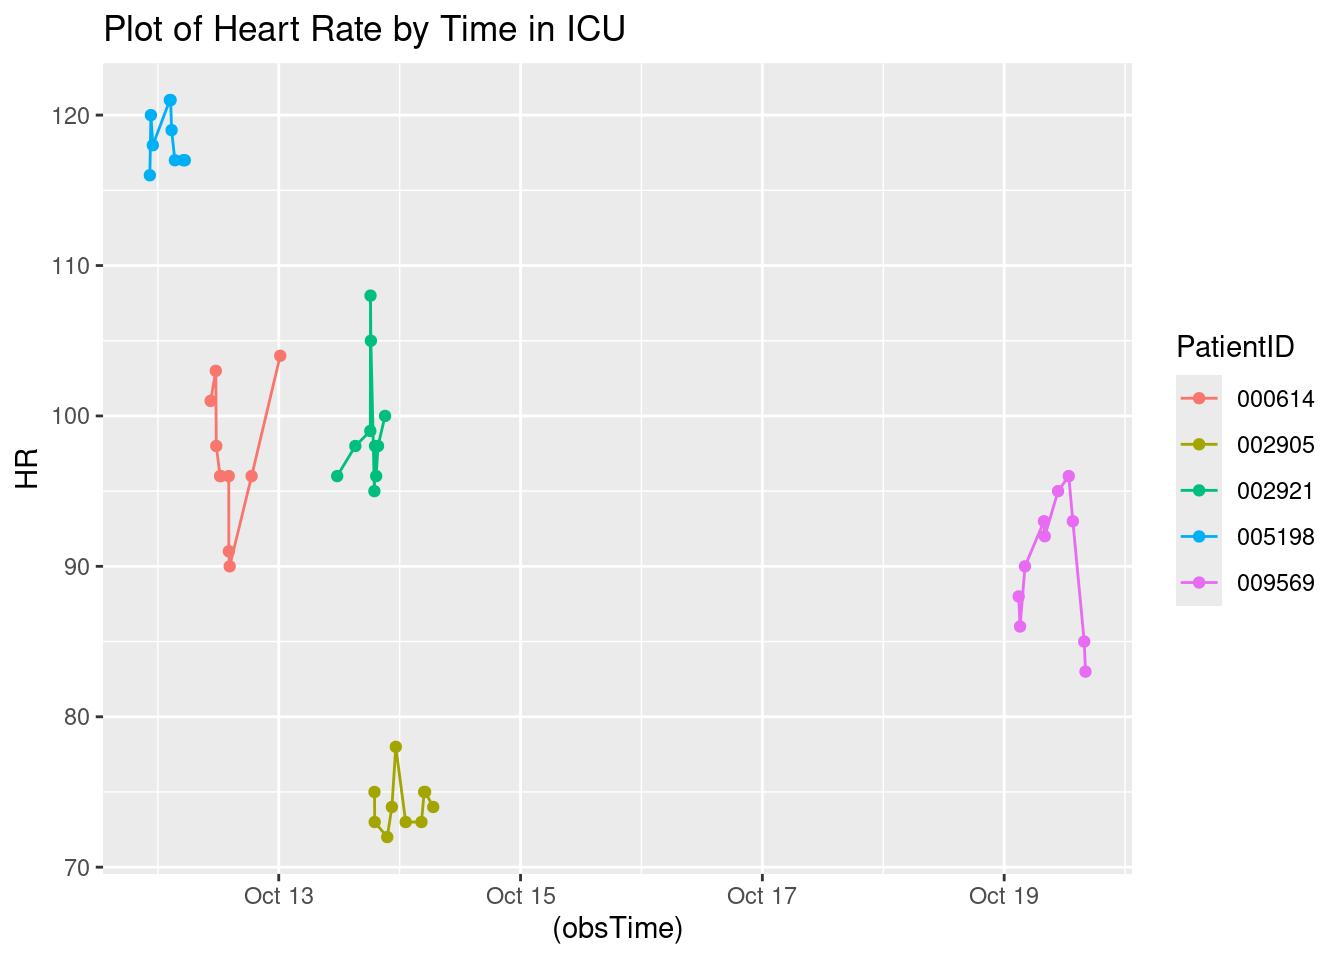 Plot of Heart Rate by Time in ICU
120
110
100
90
80
70
HR
Oct 13 Oct 15 Oct 17 Oct 19
(obsTime)
PatientID
000614
002905
002921
005198
009569